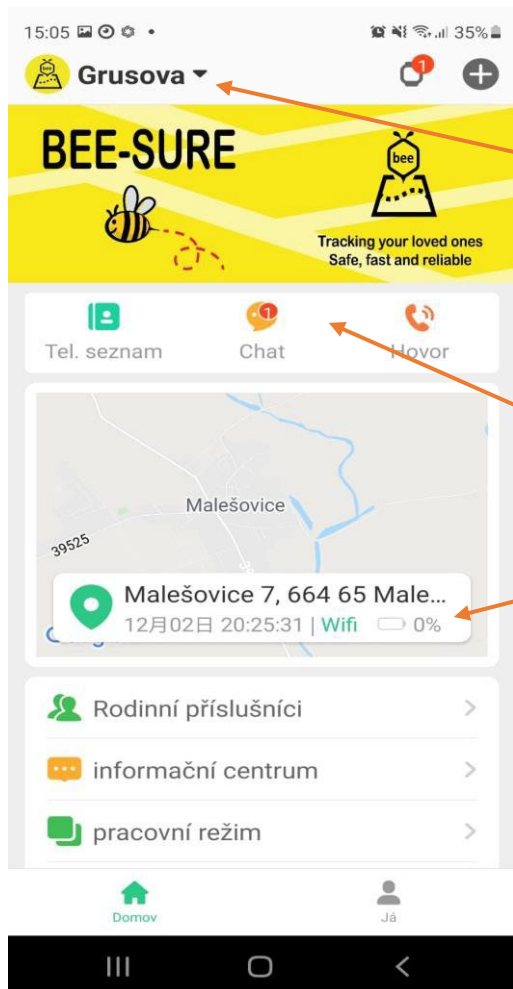 15:05 35%
Grusova
1
BEE-SURE
bee
Tracking your loved ones
Safe, fast and reliable
1
Tel. seznam Chat Hovor
Malešovice
39525
Malešovice 7, 664 65 Male...
12月02日 20:25:31 | Wifi 0%
Rodinní příslušníci
informační centrum
pracovní režim
Domov Já